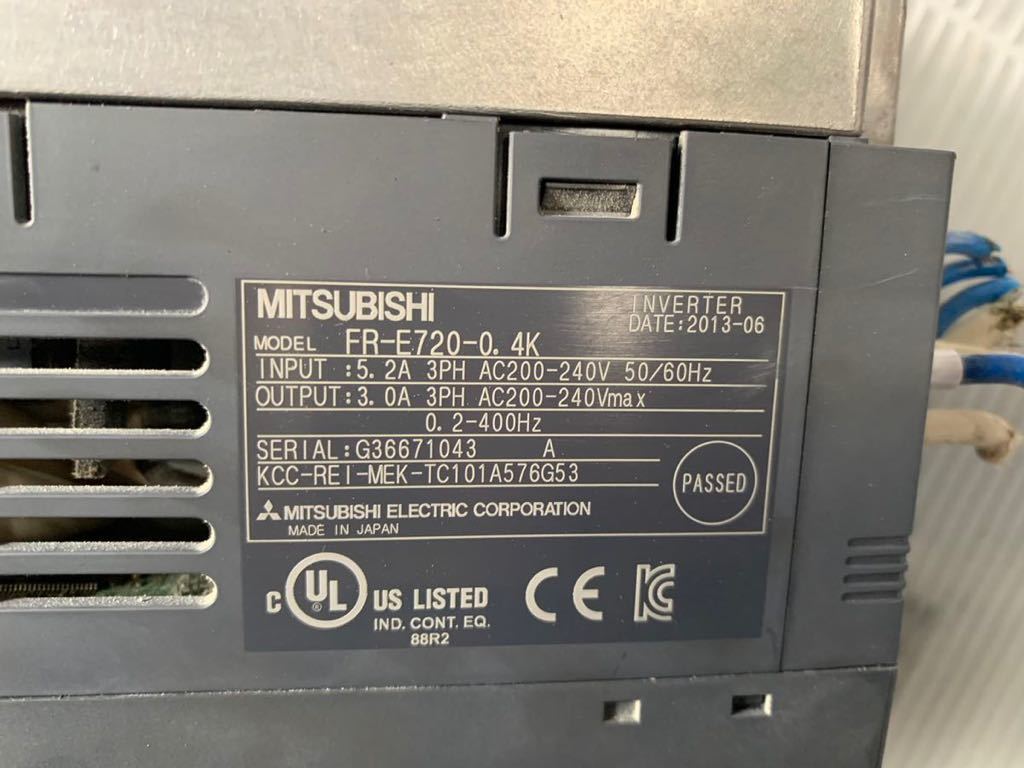 MITSUBISHI
INVERTER
DATE:2013-06
MODEL FR-E720-0.4K
INPUT :5.2A 3PH AC200-240V 50/60Hz
OUTPUT:3.0A 3PH AC200-240Vmax
0.2-400Hz
SERIAL:G36671043 A
KCC-REI-MEK-TC101A576G53
PASSED
MITSUBISHI ELECTRIC CORPORATION
MADE IN JAPAN
C UL ® US LISTED
IND. CONT. EQ.
88R2
CE
KC